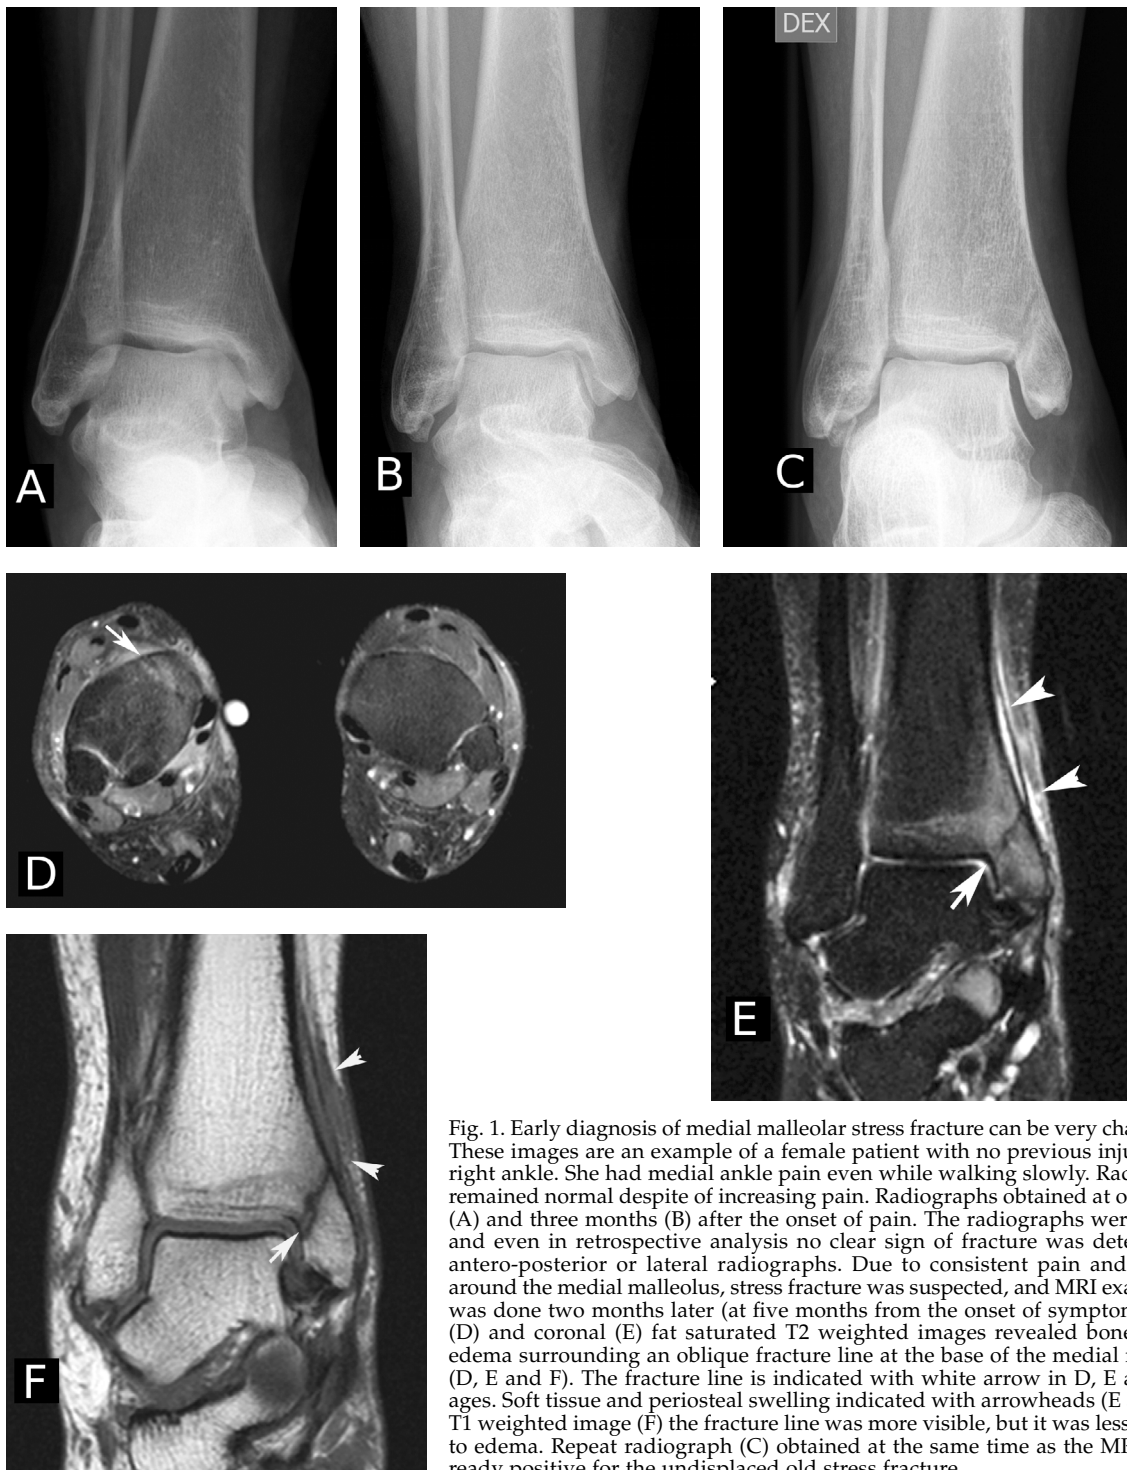 DEX
A
B
C
D
E
F
Fig. 1. Early diagnosis of medial malleolar stress fracture can be very
These images are an example of a female patient with no previous
right ankle. She had medial ankle pain even while walking slowly.
remained normal despite of increasing pain. Radiographs obtained at
(A) and three months (B) after the onset of pain. The radiographs
and even in retrospective analysis no clear sign of fracture was
antero-posterior or lateral radiographs. Due to consistent pain and
around the medial malleolus, stress fracture was suspected, and MRI
was done two months later (at five months from the onset of
(D) and coronal (E) fat saturated T2 weighted images revealed bone
edema surrounding an oblique fracture line at the base of the medial
(D, E and F). The fracture line is indicated with white arrow in D, E
ages. Soft tissue and periosteal swelling indicated with arrowheads (E
T1 weighted image (F) the fracture line was more visible, but it was less
to edema. Repeat radiograph (C) obtained at the same time as the
ready positive for the undisplaced old stress fracture